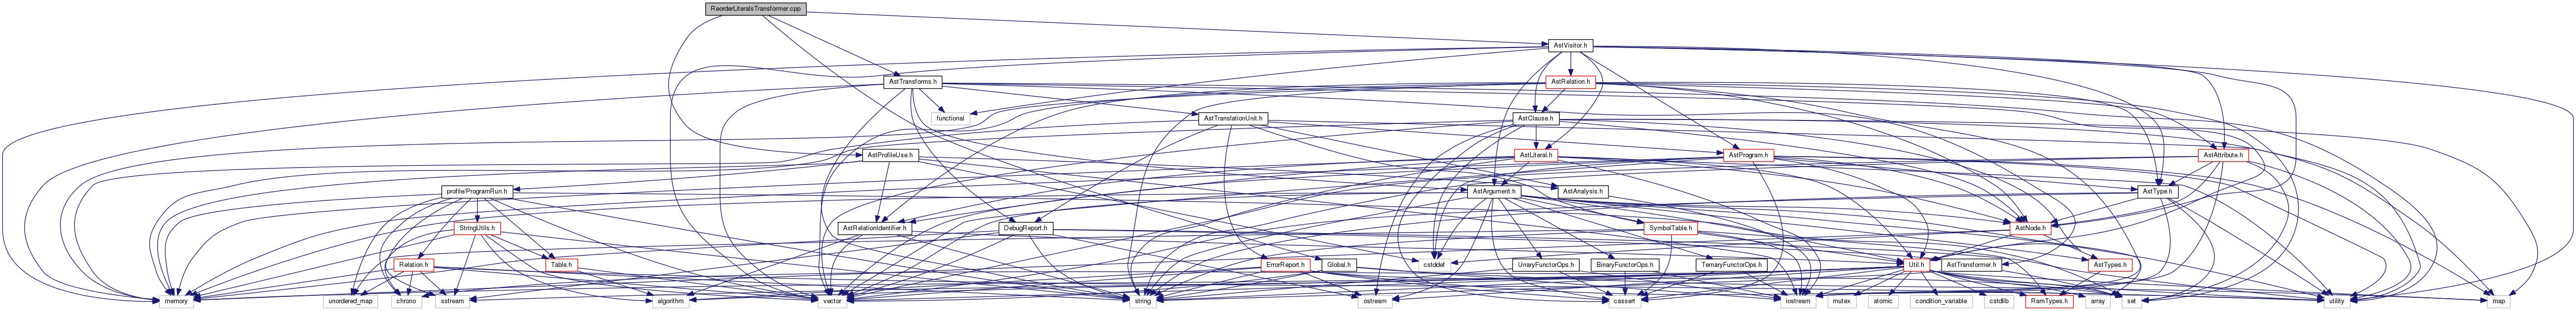 ReorderLiteralsTransformer.cpp
AstVisitor.h
AstTransforms.h
AstRelation.h
functional
AstTranslationUnit.h
AstClause.h
AstProfileUse.h
AstLiteral.h
AstProgram.h
AstAttribute.h
profile/ProgramRun.h
AstArgument.h
AstAnalysis.h
AstType.h
StringUtils.h
AstRelationIdentifier.h
DebugReport.h
SymbolTable.h
AstNode.h
Relation.h
Table.h
ErrorReport.h
Global.h
cstddef
UnaryFunctorOps.h
BinaryFunctorOps.h
TernaryFunctorOps.h
Util.h
AstTransformer.h
AstTypes.h
memory
unordered_map
chrono
sstream
algorithm
vector
string
ostream
cassert
iostream
mutex
atomic
condition_variable
cstdlib
RamTypes.h
array
set
utility
map